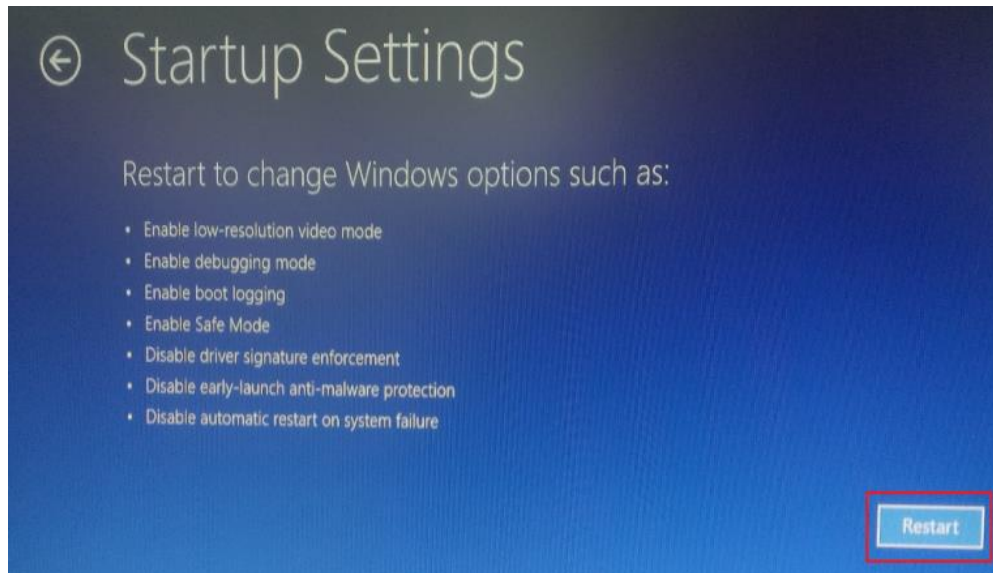 Startup Settings
Restart to change Windows options such as:
• Enable low-resolution video mode
• Enable debugging mode
• Enable boot logging
• Enable Safe Mode
• Disable driver signature enforcement
• Disable early-launch anti-malware protection
• Disable automatic restart on system failure
Restart